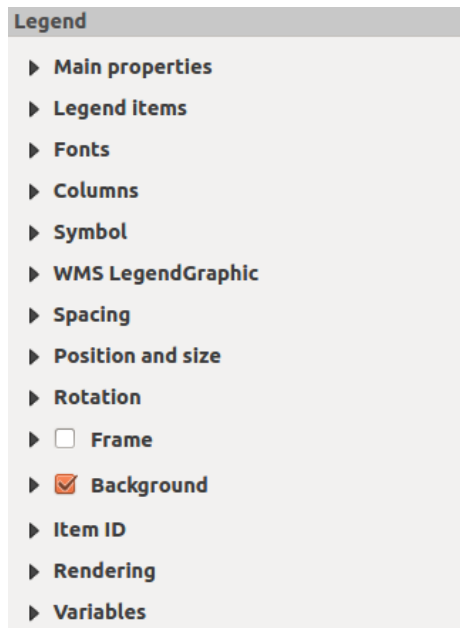 Legend
Main properties
Legend items
Fonts
Columns
Symbol
WMS LegendGraphic
Spacing
Position and size
Rotation
Frame
Background
Item ID
Rendering
Variables